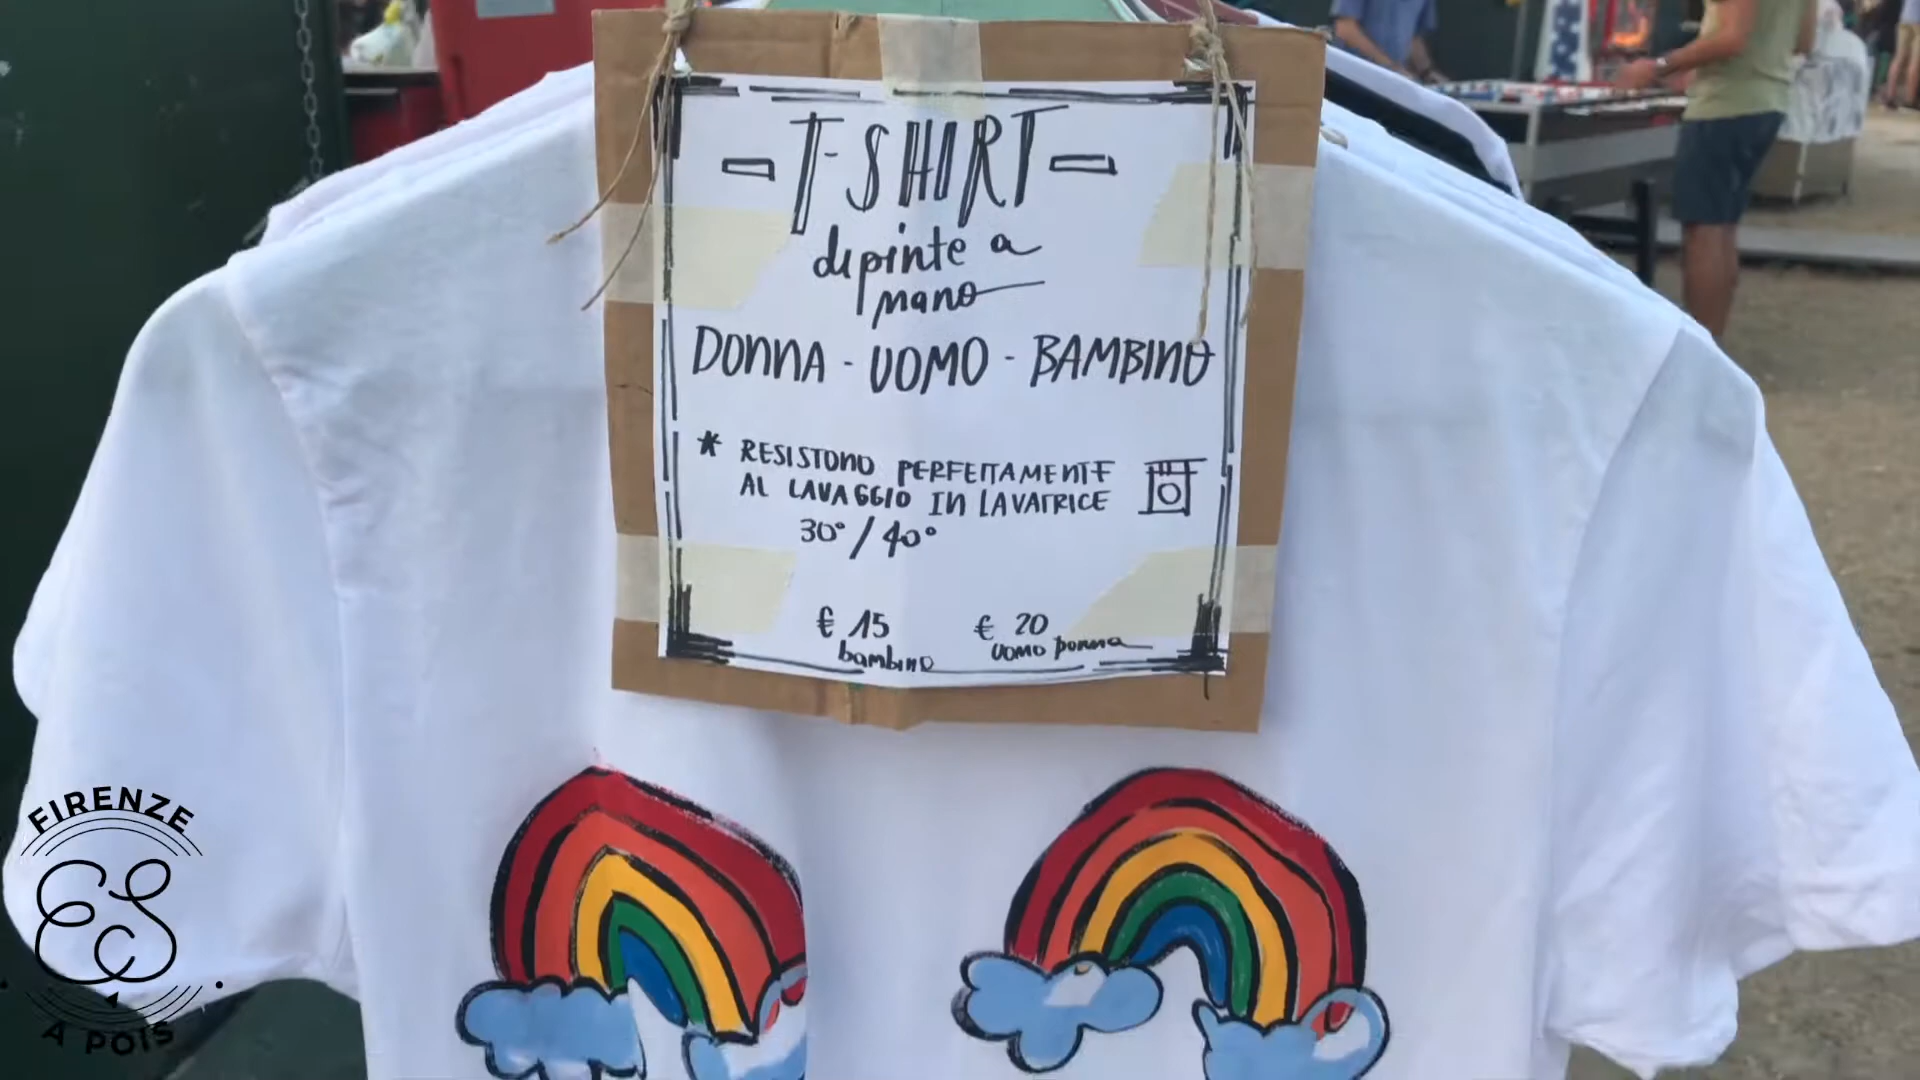 - T-SHIRT -
dipinte a
mano
DONNA - UOMO - BAMBINO
* RESISTONO PERFETTAMENTE
AL LAVAGGIO IN LAVATRICE
30° / 40°
€ 15
bambino
€ 20
uomo donna
FIRENZE
A POIS